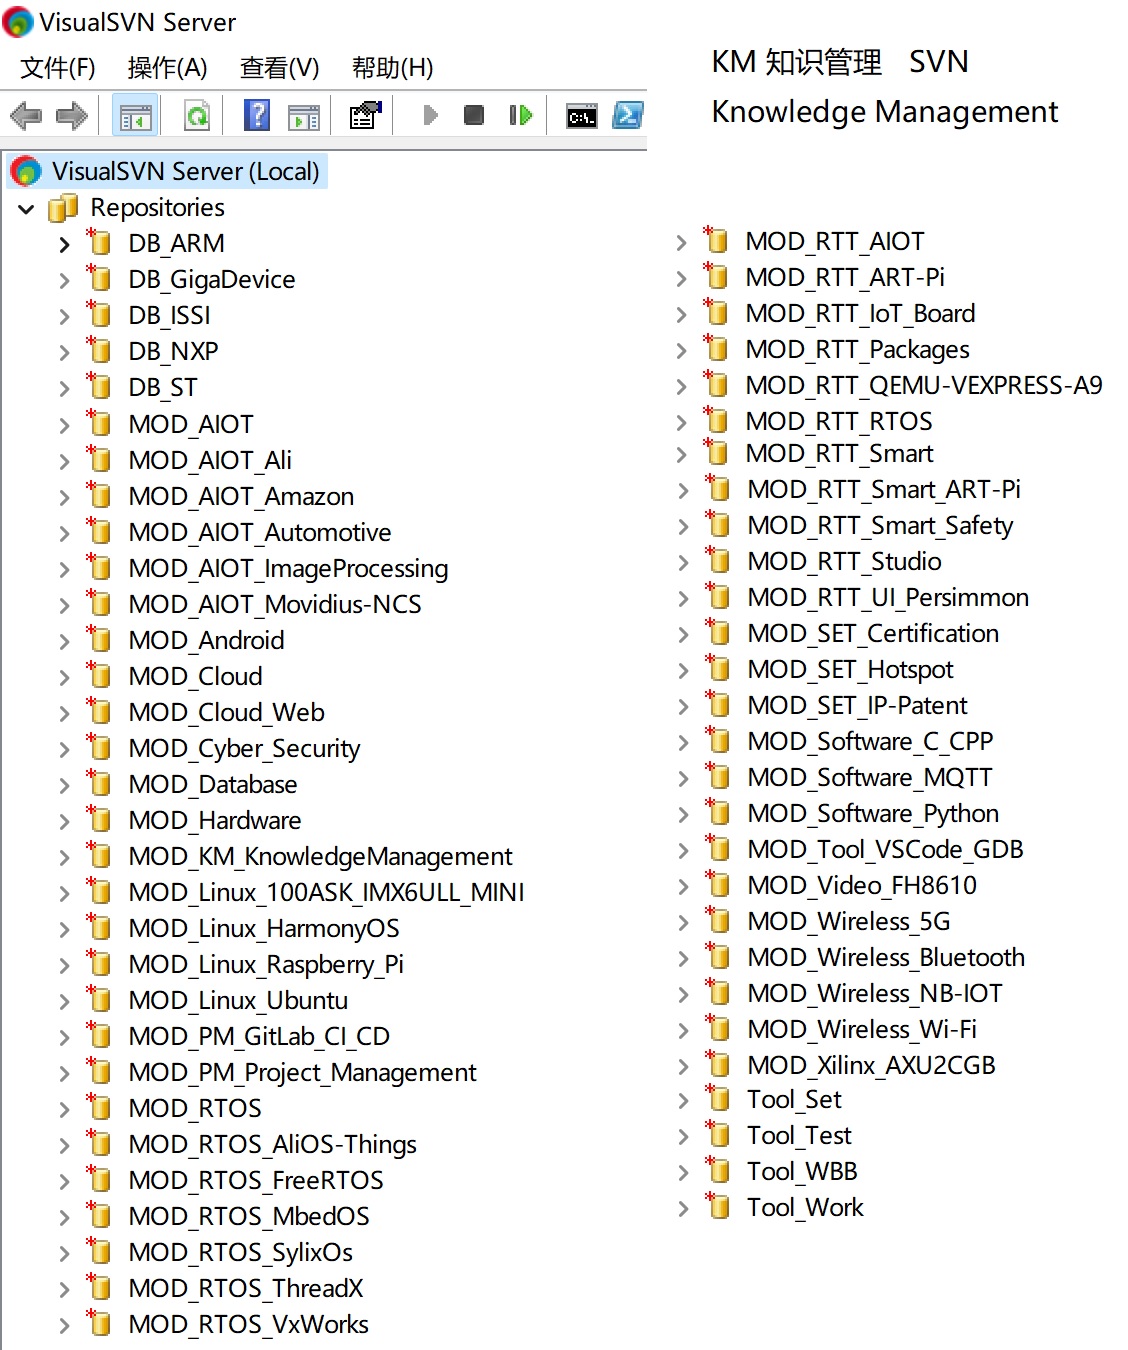 VisualSVN Server
文件(F) 操作(A) 查看(V) 帮助(H)
C:\.
VisualSVN Server (Local)
Repositories
DB_ARM
DB_GigaDevice
DB_ISSI
DB_NXP
DB_ST
MOD_AIOT
MOD_AIOT_Ali
MOD_AIOT_Amazon
MOD_AIOT_Automotive
MOD_AIOT_ImageProcessing
MOD_AIOT_Movidius-NCS
MOD_Android
MOD_Cloud
MOD_Cloud_Web
MOD_Cyber_Security
MOD_Database
MOD_Hardware
MOD_KM_KnowledgeManagement
MOD_Linux_100ASK_IMX6ULL_MINI
MOD_Linux_HarmonyOS
MOD_Linux_Raspberry_Pi
MOD_Linux_Ubuntu
MOD_PM_GitLab_CI_CD
MOD_PM_Project_Management
MOD_RTOS
MOD_RTOS_AliOS-Things
MOD_RTOS_FreeRTOS
MOD_RTOS_MbedOS
MOD_RTOS_SylixOs
MOD_RTOS_ThreadX
MOD_RTOS_VxWorks
KM 知识管理 SVN
Knowledge Management
MOD_RTT_AIOT
MOD_RTT_ART-Pi
MOD_RTT_IoT_Board
MOD_RTT_Packages
MOD_RTT_QEMU-VEXPRESS-A9
MOD_RTT_RTOS
MOD_RTT_Smart
MOD_RTT_Smart_ART-Pi
MOD_RTT_Smart_Safety
MOD_RTT_Studio
MOD_RTT_UI_Persimmon
MOD_SET_Certification
MOD_SET_Hotspot
MOD_SET_IP-Patent
MOD_Software_C_CPP
MOD_Software_MQTT
MOD_Software_Python
MOD_Tool_VSCode_GDB
MOD_Video_FH8610
MOD_Wireless_5G
MOD_Wireless_Bluetooth
MOD_Wireless_NB-IOT
MOD_Wireless_Wi-Fi
MOD_Xilinx_AXU2CGB
Tool_Set
Tool_Test
Tool_WBB
Tool_Work